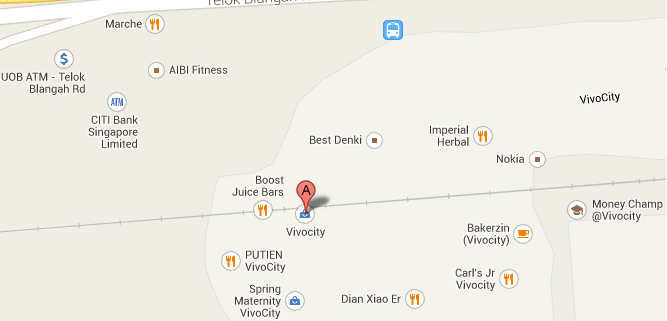 Telok Blangah R
Marche
UOB ATM - Telok
Blangah Rd
$
AIBI Fitness
ATM
CITI Bank
Singapore
Limited
VivoCity
Best Denki
Imperial
Herbal
Nokia
Boost
Juice Bars
A
Vivocity
Money Champ
@Vivocity
Bakerzin
(Vivocity)
PUTIEN
VivoCity
Carl's Jr
Vivocity
Spring
Maternity
VivoCity
Dian Xiao Er